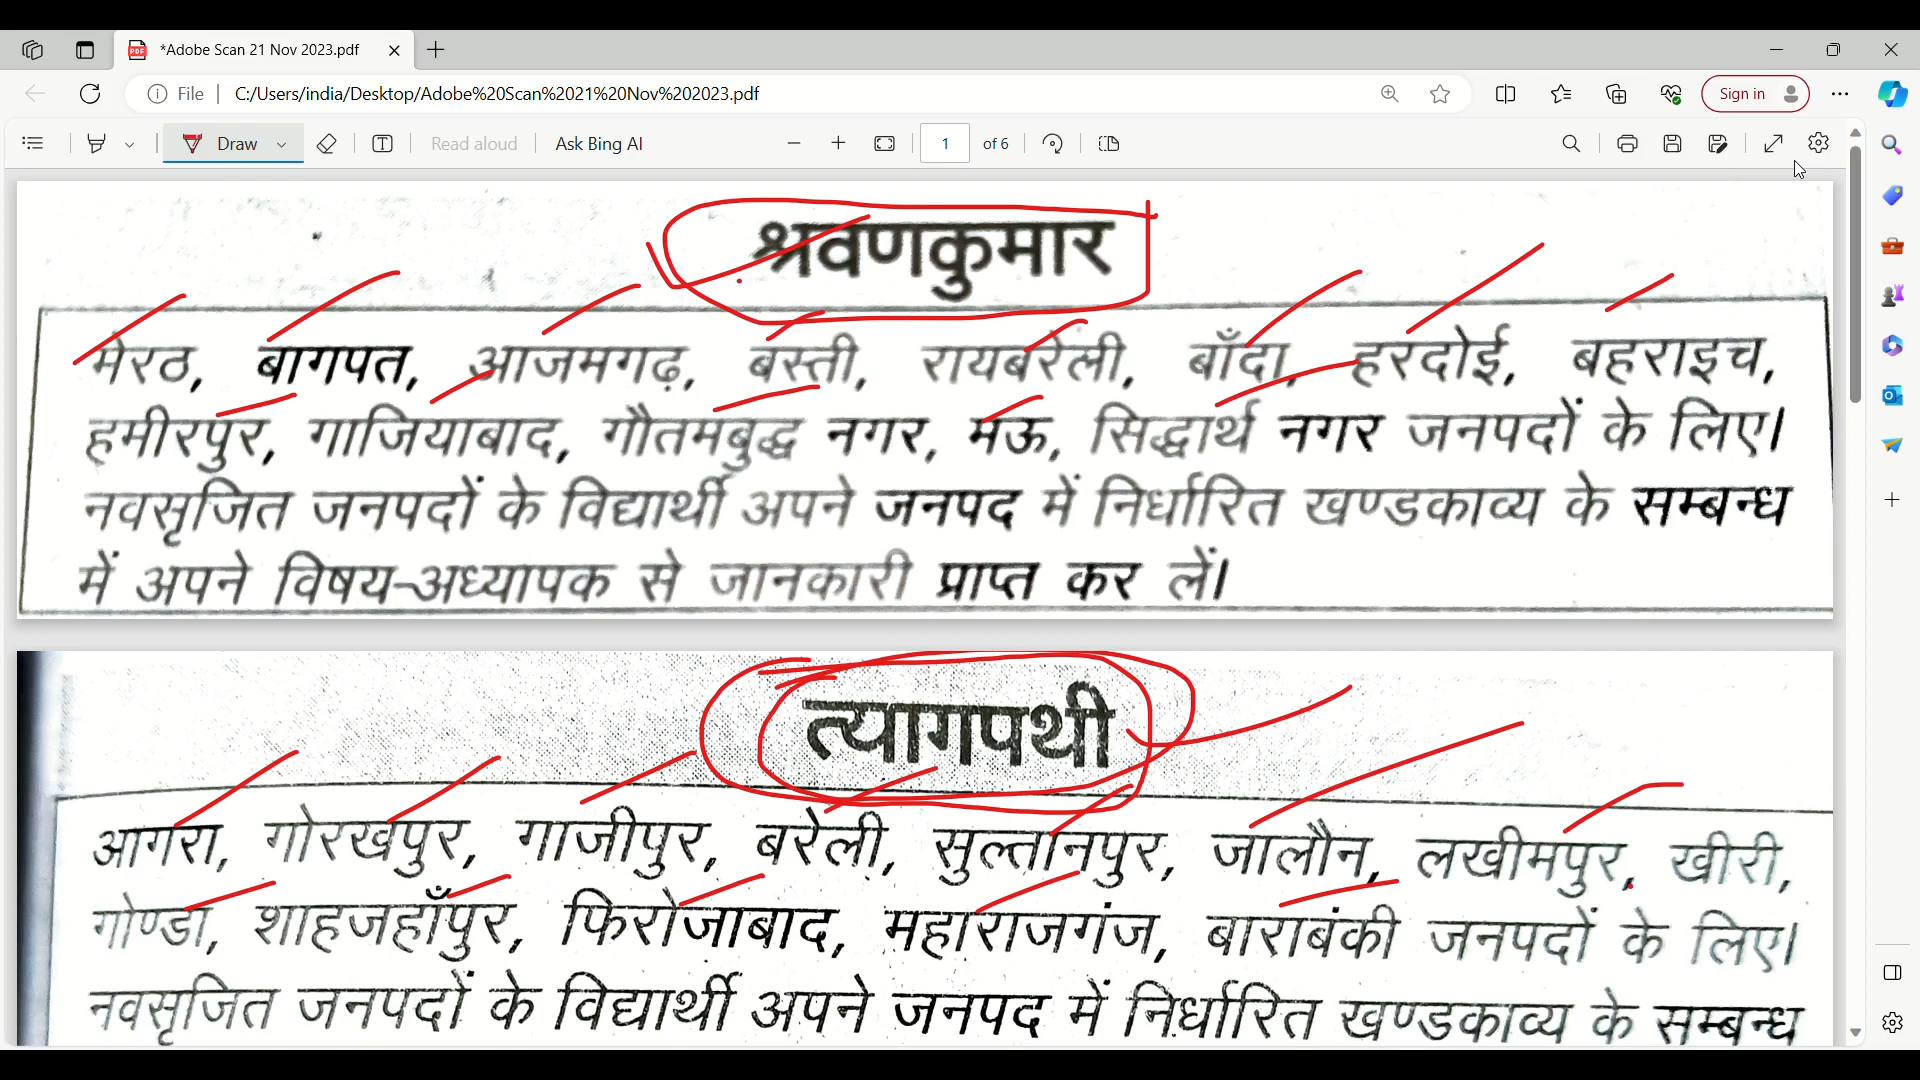 *Adobe Scan 21 Nov 2023.pdf
File C:/Users/india/Desktop/Adobe%20Scan%2021%20Nov%202023.pdf
Sign in
Draw Read aloud Ask Bing AI 1 of 6
श्रवणकुमार
मेरठ, बागपत, आजमगढ़, बस्ती, रायबरेली, बाँदा, हरदोई, बहराइच,
हमीरपुर, गाजियाबाद, गौतमबुद्ध नगर, मऊ, सिद्धार्थ नगर जनपदों के लिए।
नवसृजित जनपदों के विद्यार्थी अपने जनपद में निर्धारित खण्डकाव्य के सम्बन्ध
में अपने विषय-अध्यापक से जानकारी प्राप्त कर लें।
त्यागपथी
आगरा, गोरखपुर, गाजीपुर, बरेली, सुल्तानपुर, जालौन, लखीमपुर, खीरी,
गोण्डा, शाहजहाँपुर, फिरोजाबाद, महाराजगंज, बाराबंकी जनपदों के लिए।
नवसृजित जनपदों के विद्यार्थी अपने जनपद में निर्धारित खण्डकाव्य के सम्बन्ध